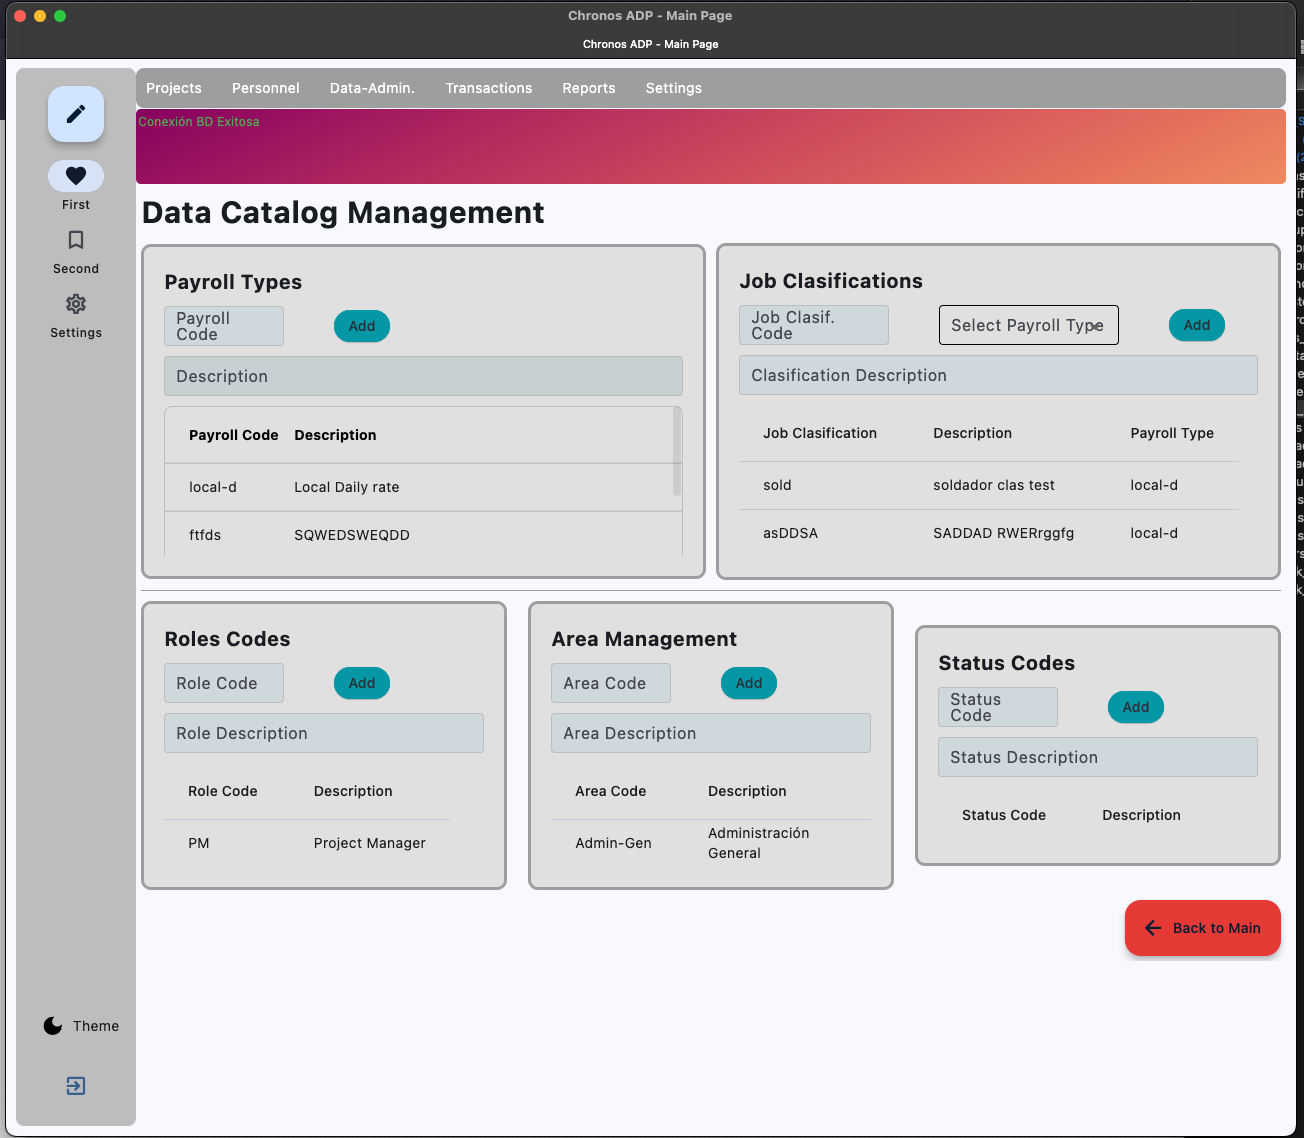 Chronos ADP - Main Page
Chronos ADP - Main Page
Projects Personnel Data-Admin. Transactions Reports Settings
Conexión BD Exitosa
First
Second
Settings
Theme
Data Catalog Management
Payroll Types
Payroll
Code
Add
Description
Payroll Code Description
local-d Local Daily rate
ftfds SQWEDSWEQDD
Job Clasifications
Job Clasif.
Code
Select Payroll Type
Add
Clasification Description
Job Clasification Description Payroll Type
sold soldador clas test local-d
asDDSA SADDAD RWERrggfg local-d
Roles Codes
Role Code
Add
Role Description
Role Code Description
PM Project Manager
Area Management
Area Code
Add
Area Description
Area Code Description
Admin-Gen Administración
General
Status Codes
Status
Code
Add
Status Description
Status Code Description
Back to Main